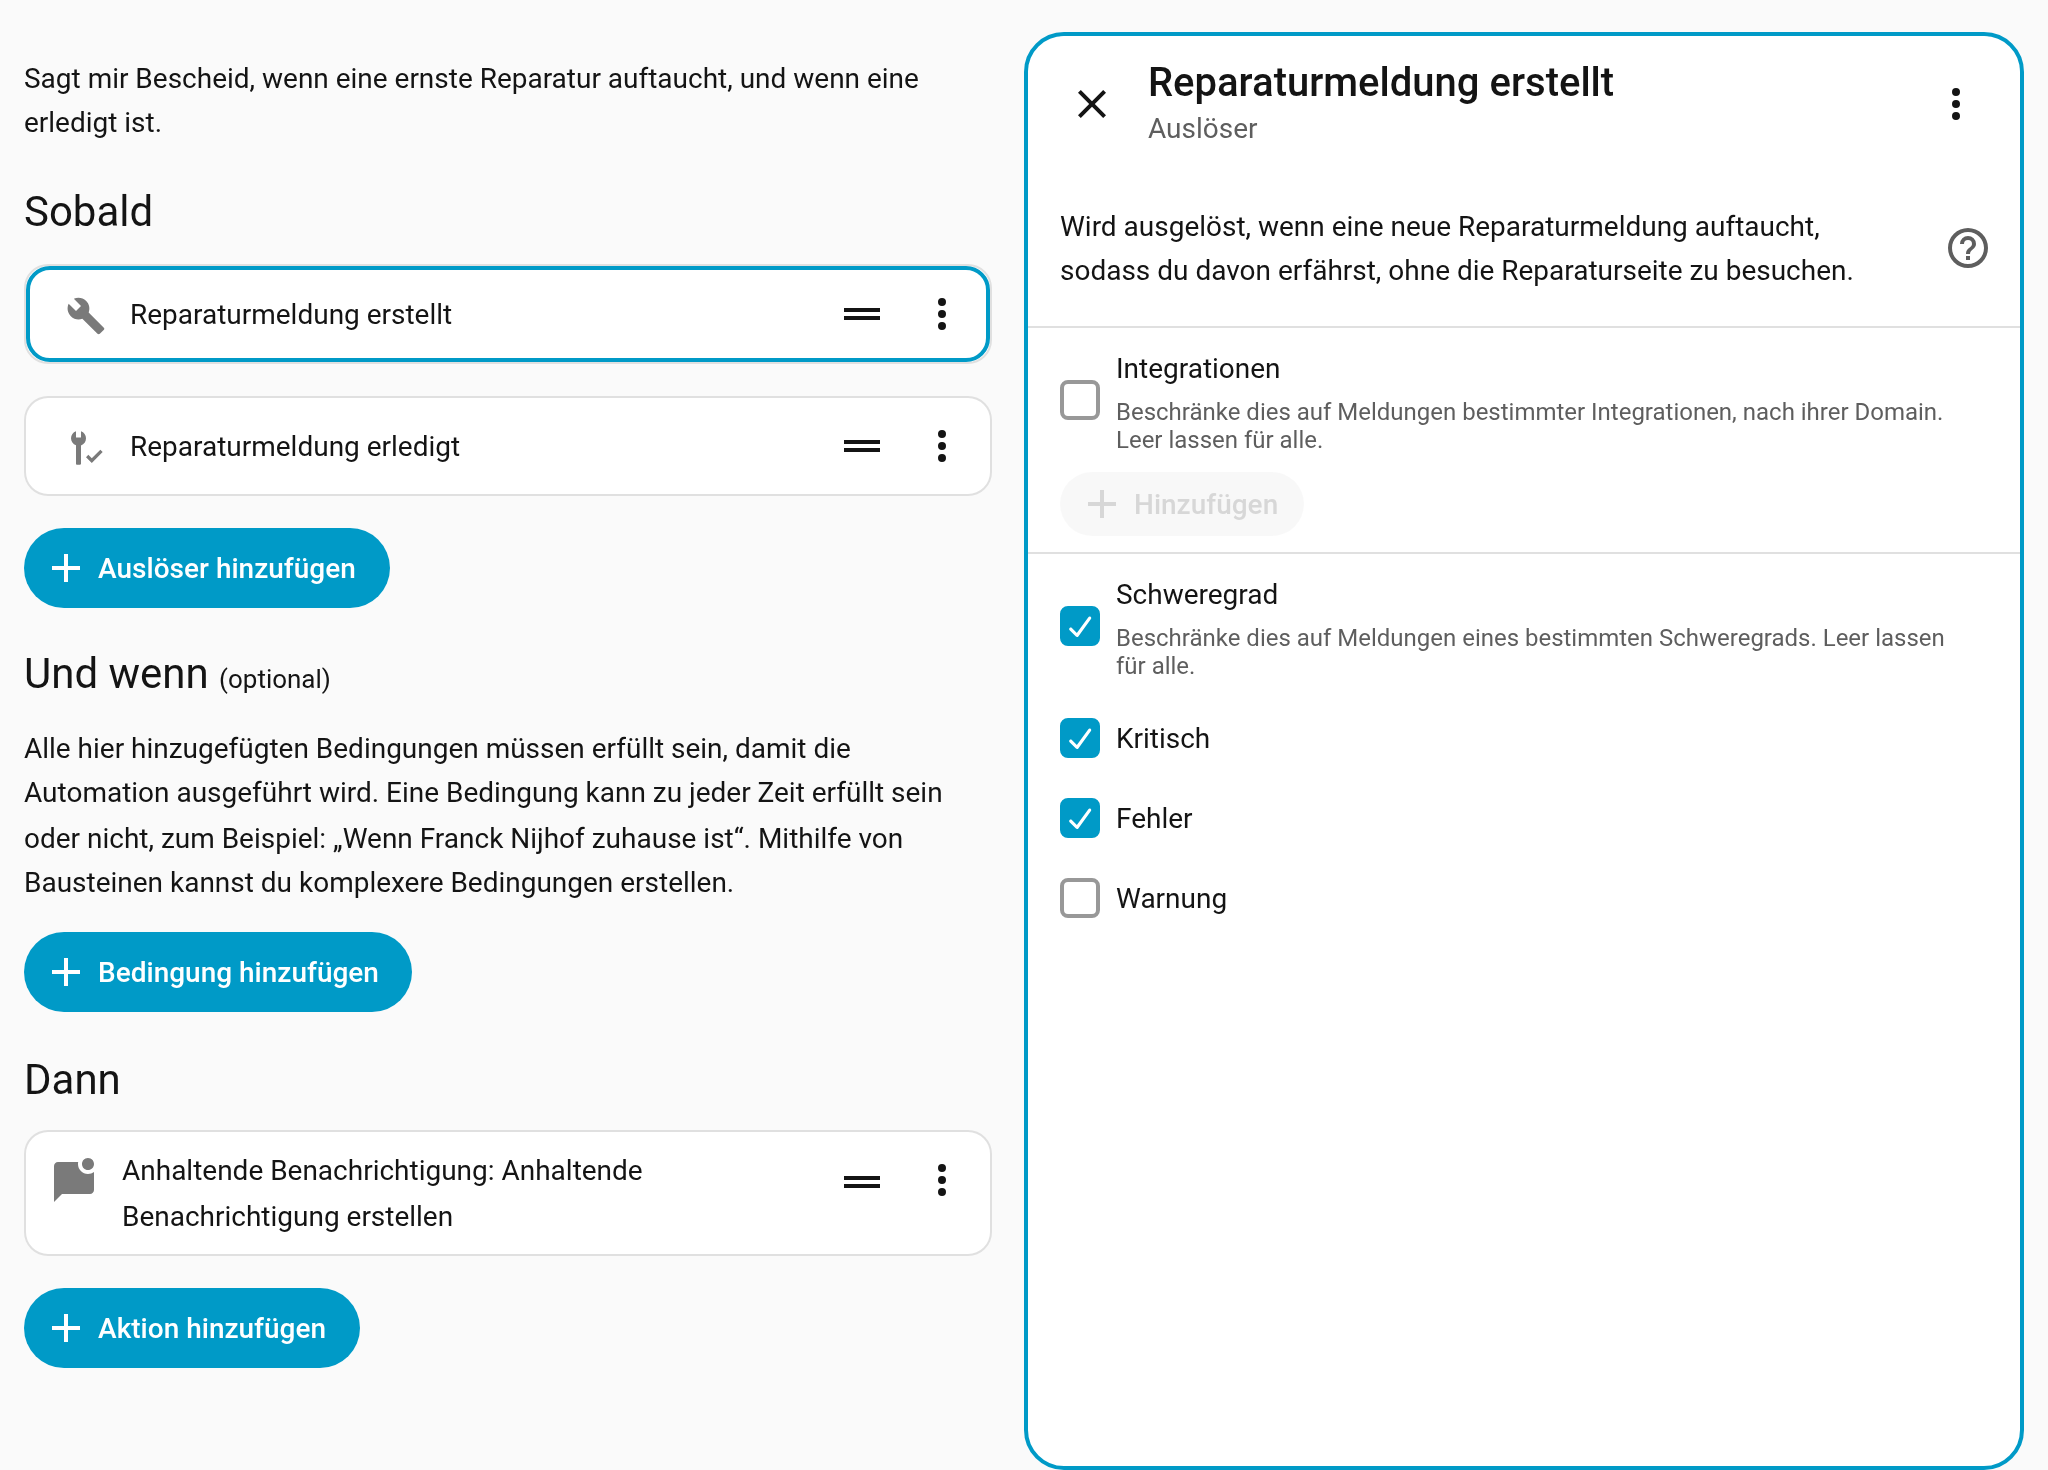 Sagt mir Bescheid, wenn eine ernste Reparatur auftaucht, und wenn eine
erledigt ist.
Sobald
Reparaturmeldung erstellt
Reparaturmeldung erledigt
Auslöser hinzufügen
Und wenn (optional)
Alle hier hinzugefügten Bedingungen müssen erfüllt sein, damit die
Automation ausgeführt wird. Eine Bedingung kann zu jeder Zeit erfüllt sein
oder nicht, zum Beispiel: „Wenn Franck Nijhof zuhause ist“. Mithilfe von
Bausteinen kannst du komplexere Bedingungen erstellen.
Bedingung hinzufügen
Dann
Anhaltende Benachrichtigung: Anhaltende
Benachrichtigung erstellen
Aktion hinzufügen
Reparaturmeldung erstellt
Auslöser
Wird ausgelöst, wenn eine neue Reparaturmeldung auftaucht,
sodass du davon erfährst, ohne die Reparaturseite zu besuchen.
Integrationen
Beschränke dies auf Meldungen bestimmter Integrationen, nach ihrer Domain.
Leer lassen für alle.
Hinzufügen
Schweregrad
Beschränke dies auf Meldungen eines bestimmten Schweregrads. Leer lassen
für alle.
Kritisch
Fehler
Warnung